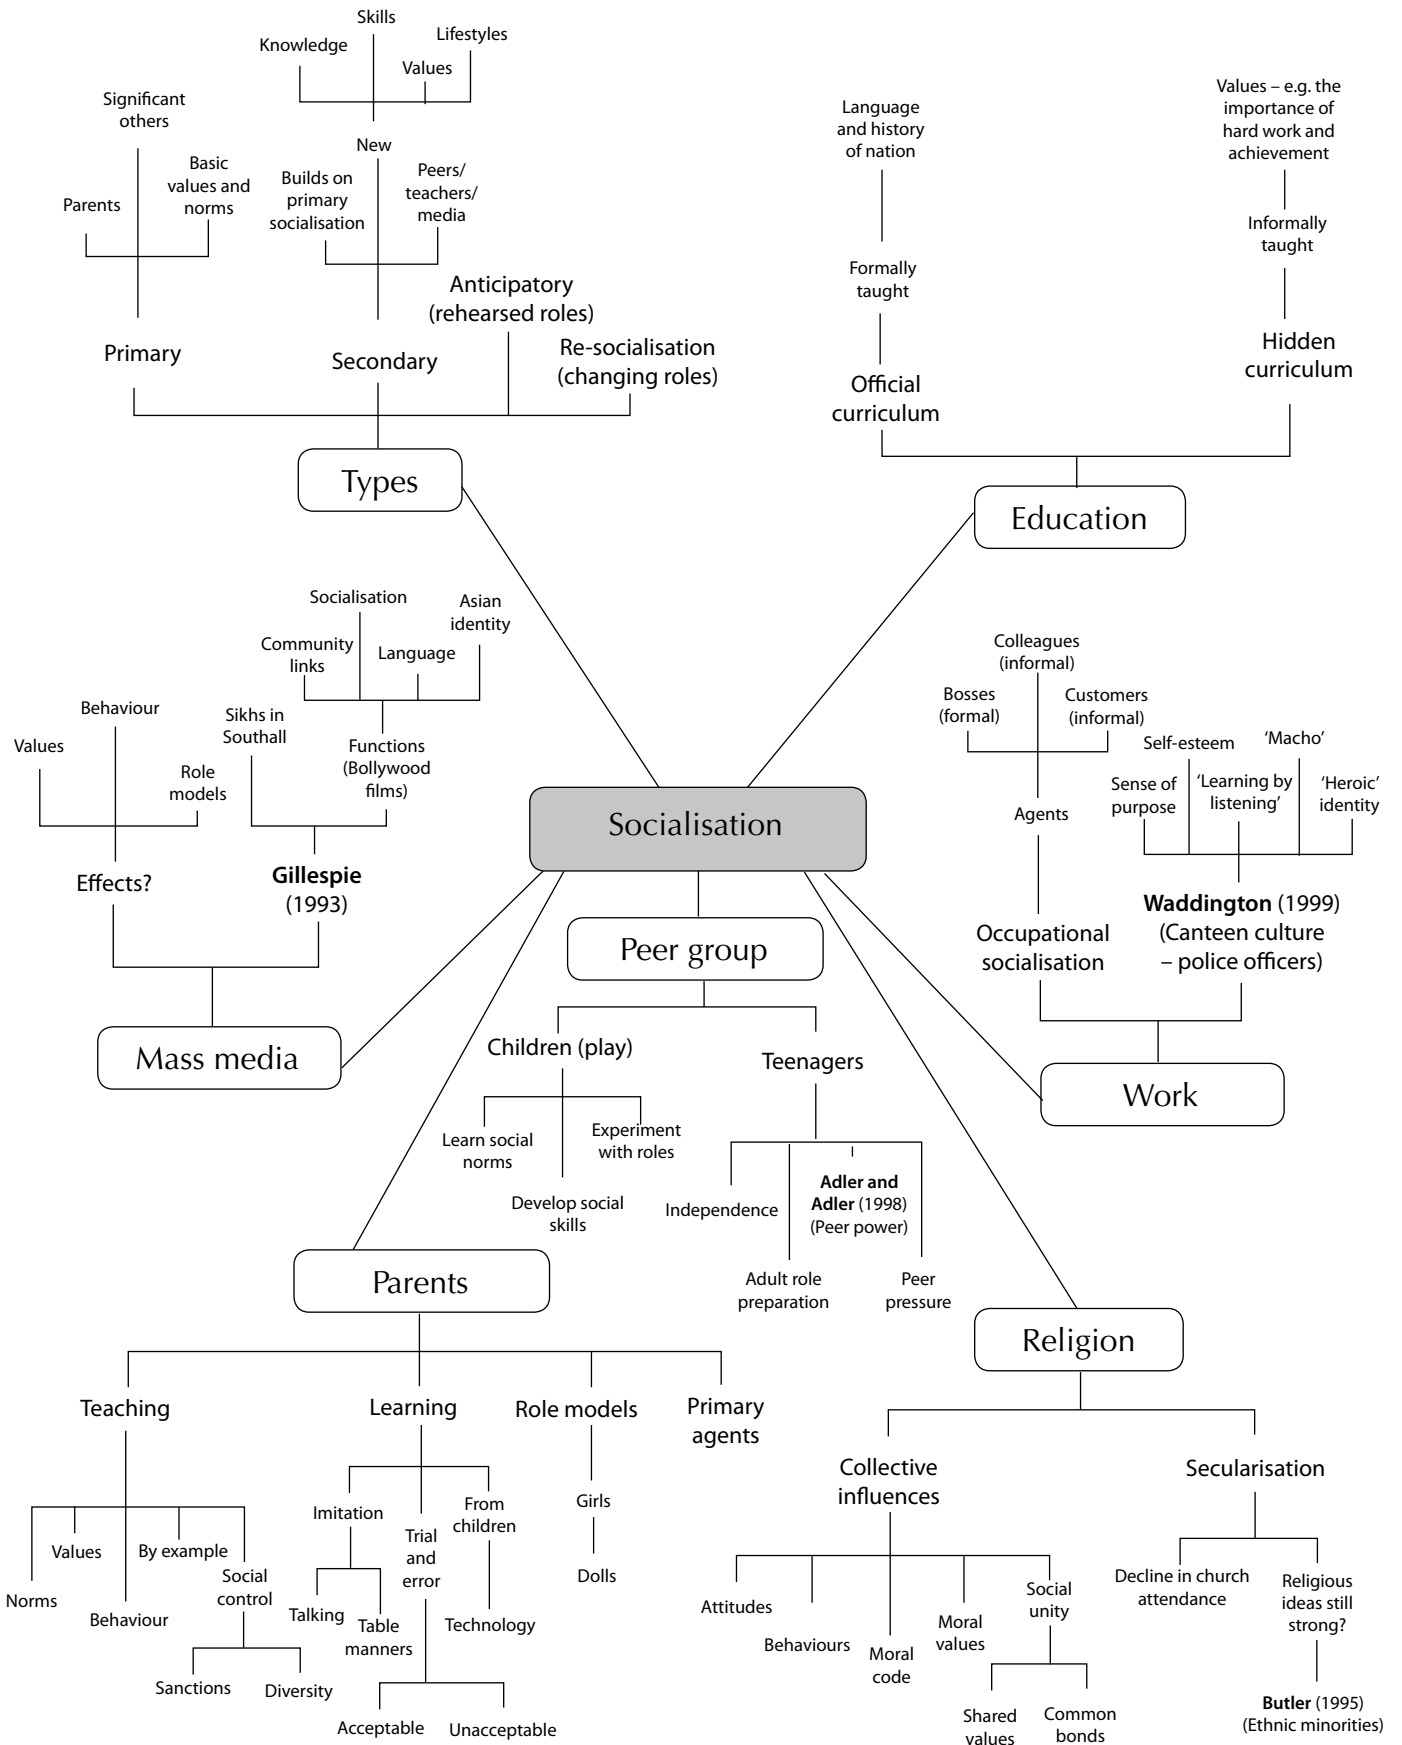 Skills
Knowledge
Lifestyles
Values
Significant
others
New
Basic
values and
norms
Parents
Builds on
primary
socialisation
Peers/
teachers/
media
Anticipatory
(rehearsed roles)
Primary
Secondary
Re-socialisation
(changing roles)
Types
Language
and history
of nation
Formally
taught
Official
curriculum
Values – e.g. the
importance of
hard work and
achievement
Informally
taught
Hidden
curriculum
Education
Socialisation
Asian
identity
Community
links
Language
Behaviour
Values
Role
models
Sikhs in
Southall
Functions
(Bollywood
films)
Effects?
Gillespie
(1993)
Mass media
Socialisation
Colleagues
(informal)
Bosses
(formal)
Customers
(informal)
Agents
Occupational
socialisation
Self-esteem
‘Macho’
Sense of
purpose
‘Learning by
listening’
‘Heroic’
identity
Waddington (1999)
(Canteen culture
– police officers)
Work
Peer group
Children (play)
Learn social
norms
Experiment
with roles
Develop social
skills
Teenagers
Independence
Adler and
Adler (1998)
(Peer power)
Adult role
preparation
Peer
pressure
Parents
Teaching
Learning
Role models
Primary
agents
Values
By example
Norms
Behaviour
Social
control
Sanctions
Diversity
Imitation
Trial
and
error
From
children
Talking
Table
manners
Technology
Acceptable
Unacceptable
Girls
Dolls
Religion
Collective
influences
Secularisation
Attitudes
Behaviours
Moral
code
Moral
values
Social
unity
Shared
values
Common
bonds
Decline in church
attendance
Religious
ideas still
strong?
Butler (1995)
(Ethnic minorities)